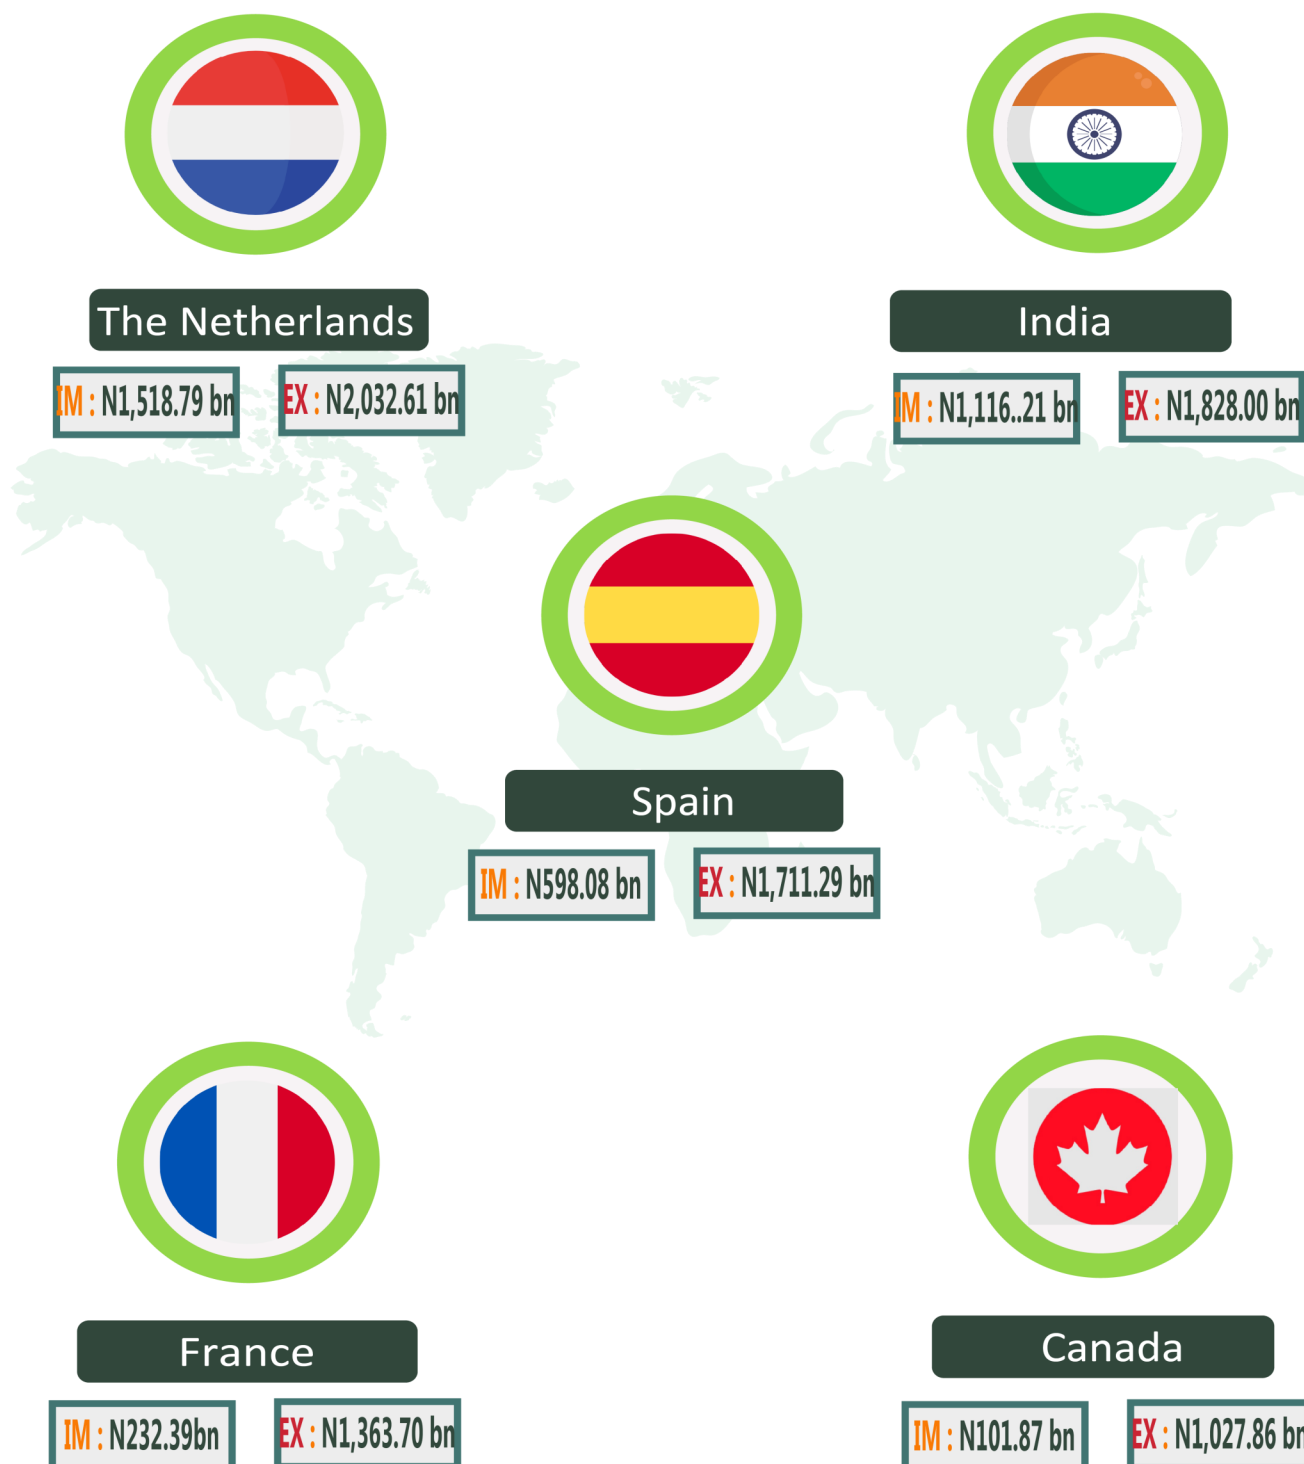 The Netherlands
IM : N1,518.79 bn
EX : N2,032.61 bn
India
IM : N1,116..21 bn
EX : N1,828.00 bn
Spain
IM : N598.08 bn
EX : N1,711.29 bn
France
IM : N232.39bn
EX : N1,363.70 bn
Canada
IM : N101.87 bn
EX : N1,027.86 bn